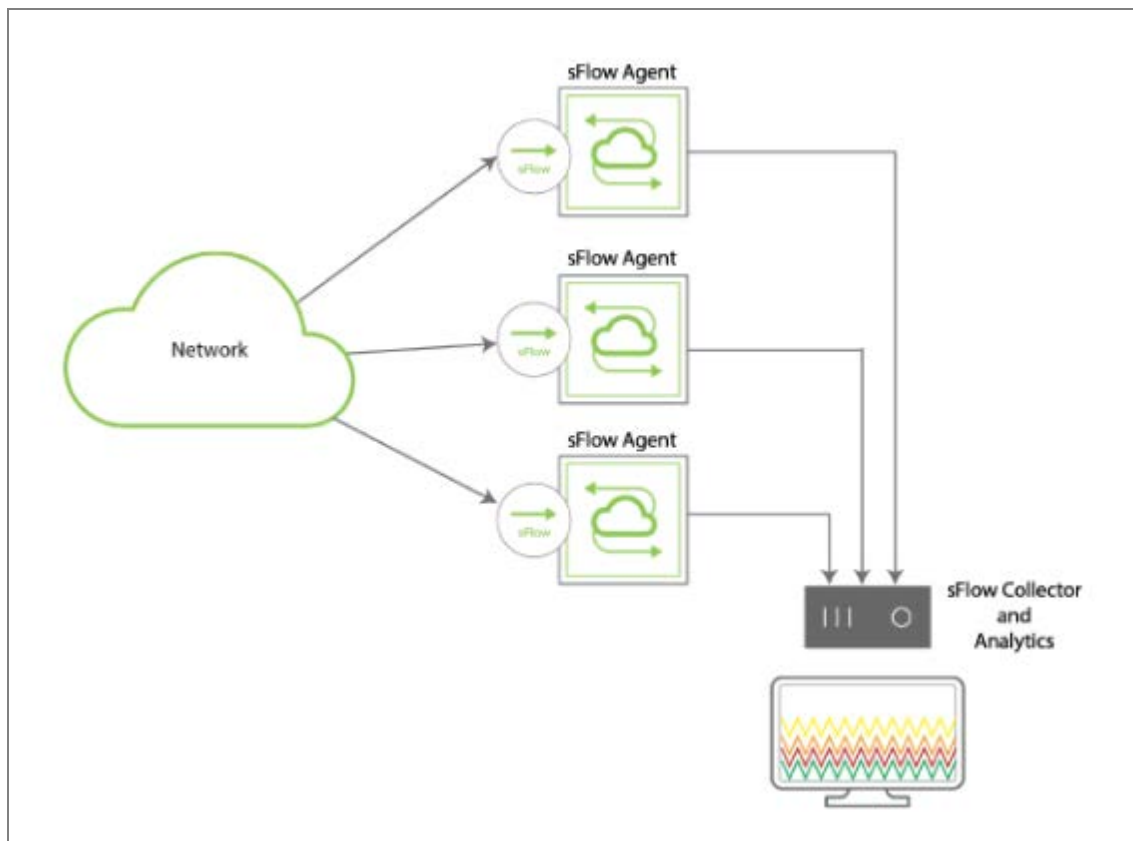 sFlow Agent
sFlow
sFlow Agent
sFlow
Network
sFlow Agent
sFlow
sFlow Collector
and
Analytics